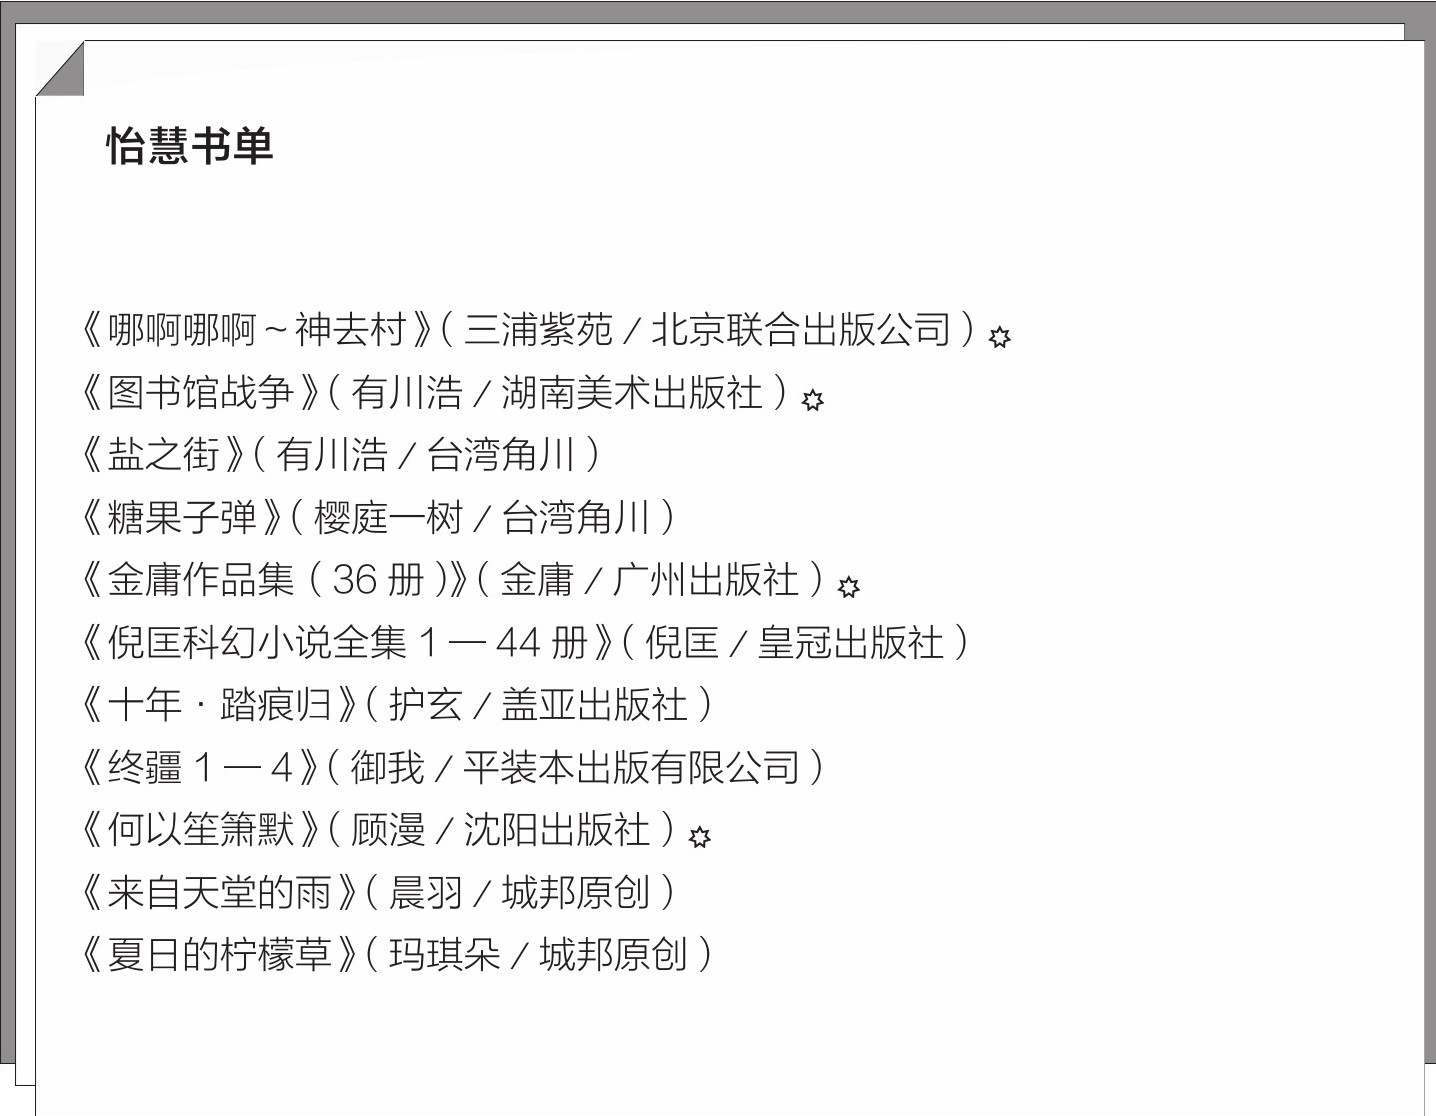 怡慧书单
《哪啊哪啊～神去村》（三浦紫苑／北京联合出版公司）✡
《图书馆战争》（有川浩／湖南美术出版社）✡
《盐之街》（有川浩／台湾角川）
《糖果子弹》（樱庭一树／台湾角川）
《金庸作品集（36 册）》（金庸／广州出版社）✡
《倪匡科幻小说全集 1 — 44 册》（倪匡／皇冠出版社）
《十年·踏痕归》（护玄／盖亚出版社）
《终疆 1 — 4》（御我／平装本出版有限公司）
《何以笙箫默》（顾漫／沈阳出版社）✡
《来自天堂的雨》（晨羽／城邦原创）
《夏日的柠檬草》（玛琪朵／城邦原创）